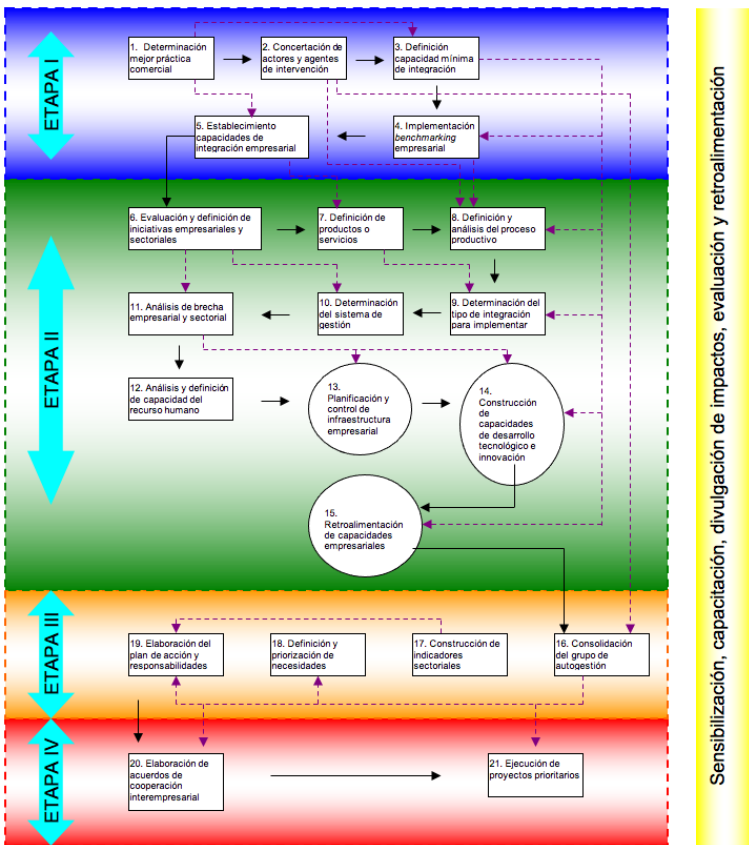 ETAPA I
1. Determinación
mejor práctica
comercial
2. Concertación de
actores y agentes
de intervención
3. Definición
capacidad mínima
de integración
5. Establecimiento
capacidades de
integración empresarial
4. Implementación
benchmarking
empresarial
ETAPA II
6. Evaluación y definición de
iniciativas empresariales y
sectoriales
7. Definición de
productos o
servicios
8. Definición y
análisis del proceso
productivo
11. Análisis de brecha
empresarial y sectorial
10. Determinación
del sistema de
gestión
9. Determinación del
tipo de integración
para implementar
12. Análisis y definición
de capacidad del
recurso humano
13.
Planificación y
control de
infraestructura
empresarial
14.
Construcción
de
capacidades
de desarrollo
tecnológico e
innovación
15.
Retroalimentación
de capacidades
empresariales
ETAPA III
19. Elaboración del
plan de acción y
responsabilidades
18. Definición y
priorización de
necesidades
17. Construcción de
indicadores
sectoriales
16. Consolidación
del grupo de
autogestión
ETAPA IV
20. Elaboración de
acuerdos de
cooperación
interempresarial
21. Ejecución de
proyectos prioritarios
Sensibilización, capacitación, divulgación de impactos, evaluación y retroalimentación